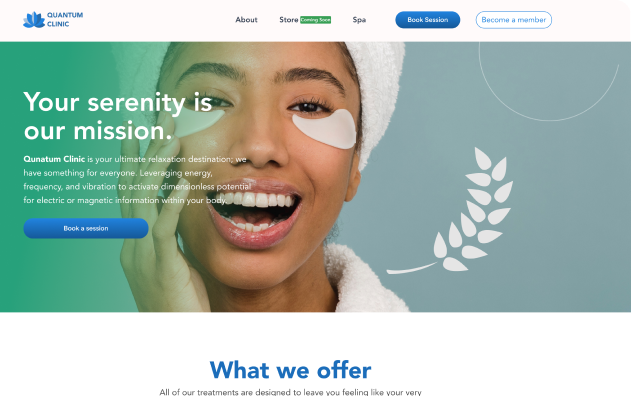 QUANTUM
CLINIC
About
Store Coming Soon
Spa
Book Session
Become a member
Your serenity is
our mission.
Qunatum Clinic is your ultimate relaxation destination; we
have something for everyone. Leveraging energy,
frequency, and vibration to activate dimensionless potential
for electric or magnetic information within your body.
Book a session
What we offer
All of our treatments are designed to leave you feeling like your very